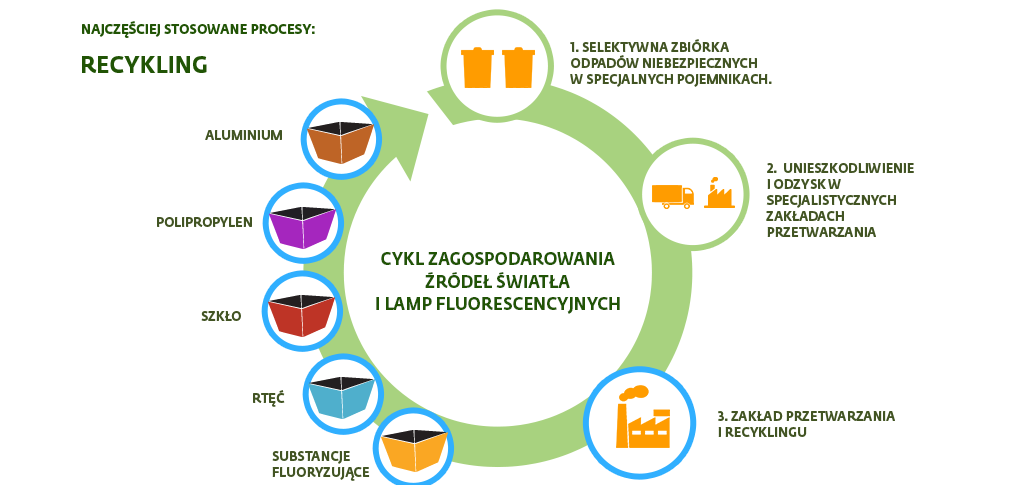 NAJCZĘŚCIEJ STOSOWANE PROCESY:
RECYKLING
1. SELEKTYWNA ZBIÓRKA
ODPADÓW NIEBEZPIECZNYCH
W SPECJALNYCH POJEMNIKACH.
2. UNIESZKODLIWIENIE
I ODZYSK W
SPECJALISTYCZNYCH
ZAKŁADACH
PRZETWARZANIA
3. ZAKŁAD PRZETWARZANIA
I RECYKLINGU
CYKL ZAGOSPODAROWANIA
ŹRÓDEŁ ŚWIATŁA
I LAMP FLUORESCENCYJNYCH
ALUMINIUM
POLIPROPYLEN
SZKŁO
RTĘĆ
SUBSTANCJE
FLUORYZUJĄCE